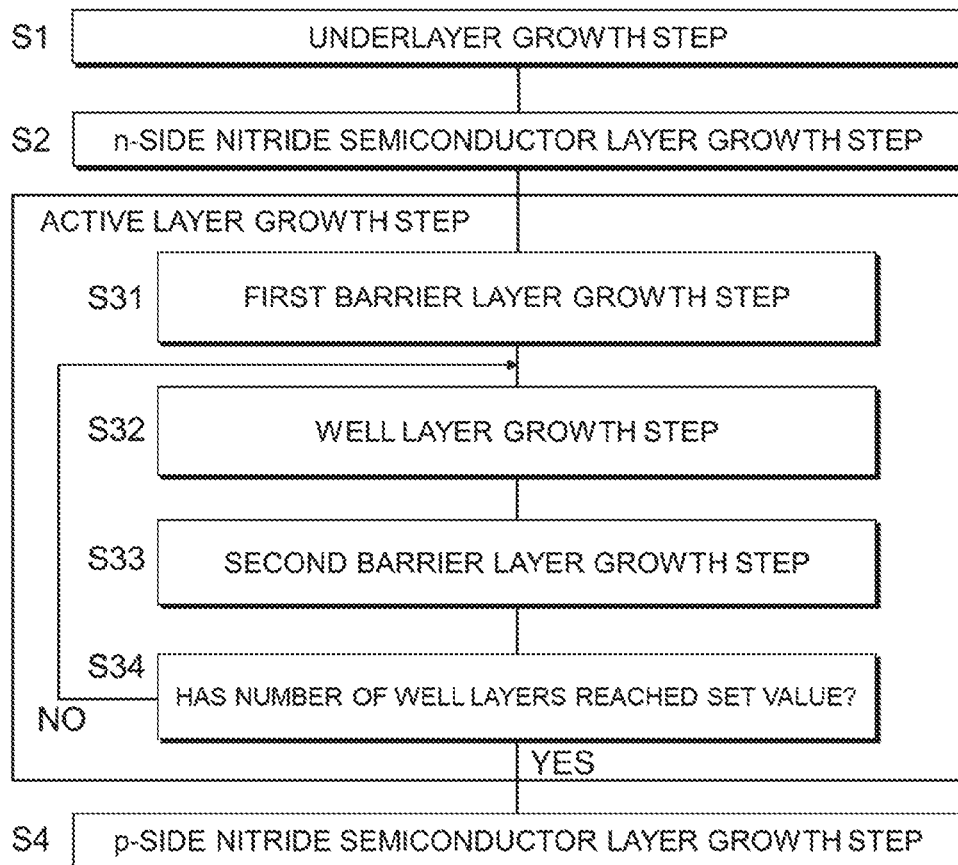 S1 UNDERLAYER GROWTH STEP
S2 n-SIDE NITRIDE SEMICONDUCTOR LAYER GROWTH STEP
ACTIVE LAYER GROWTH STEP
S31 FIRST BARRIER LAYER GROWTH STEP
S32 WELL LAYER GROWTH STEP
S33 SECOND BARRIER LAYER GROWTH STEP
S34 HAS NUMBER OF WELL LAYERS REACHED SET VALUE?
NO
YES
S4 p-SIDE NITRIDE SEMICONDUCTOR LAYER GROWTH STEP